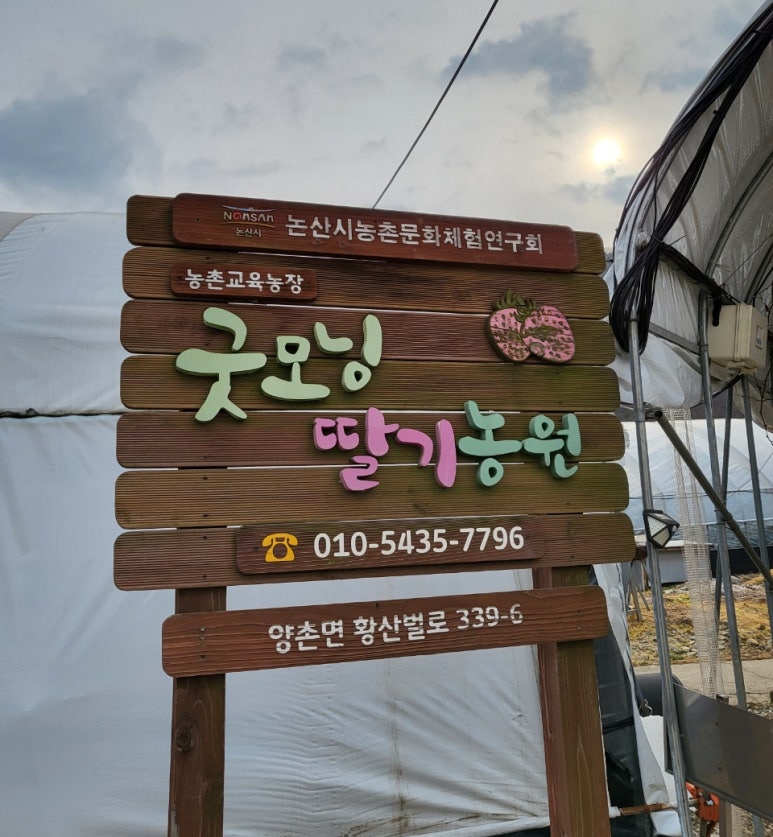 NONSAN
논산시
논산시농촌문화체험연구회
농촌교육농장
굿모닝
딸기농원
010-5435-7796
양촌면 황산벌로 339-6